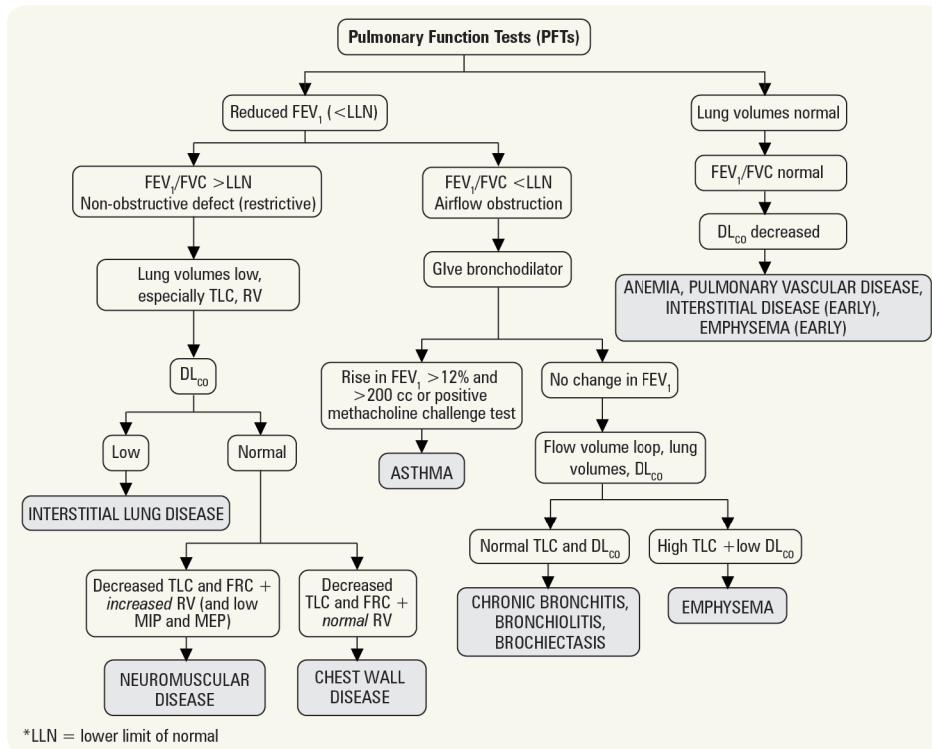 Pulmonary Function Tests (PFTs)
Reduced FEV₁ (<LLN)
Lung volumes normal
FEV₁/FVC >LLN
Non-obstructive defect (restrictive)
FEV₁/FVC <LLN
Airflow obstruction
FEV₁/FVC normal
DL_CO decreased
Lung volumes low,
especially TLC, RV
GIve bronchodilator
ANEMIA, PULMONARY VASCULAR DISEASE,
INTERSTITIAL DISEASE (EARLY),
EMPHYSEMA (EARLY)
DL_CO
Rise in FEV₁ >12% and
>200 cc or positive
methacholine challenge test
No change in FEV₁
Low
Normal
ASTHMA
Flow volume loop, lung
volumes, DL_CO
INTERSTITIAL LUNG DISEASE
Normal TLC and DL_CO
High TLC +low DL_CO
Decreased TLC and FRC +
increased RV (and low
MIP and MEP)
Decreased
TLC and FRC +
normal RV
CHRONIC BRONCHITIS,
BRONCHIOLITIS,
BROCHIECTASIS
EMPHYSEMA
NEUROMUSCULAR
DISEASE
CHEST WALL
DISEASE
*LLN = lower limit of normal